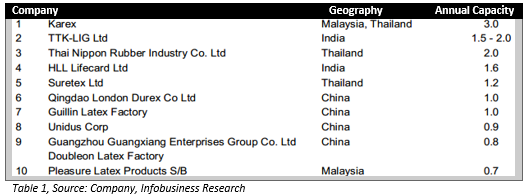 Company Geography Annual Capacity
1 Karex Malaysia, Thailand 3.0
2 TTK-LIG Ltd India 1.5 - 2.0
3 Thai Nippon Rubber Industry Co. Ltd Thailand 2.0
4 HLL Lifecard Ltd India 1.6
5 Suretex Ltd Thailand 1.2
6 Qingdao London Durex Co Ltd China 1.0
7 Guillin Latex Factory China 1.0
8 Unidus Corp China 0.9
9 Guangzhou Guangxiang Enterprises Group Co. Ltd China 0.8
Doubleon Latex Factory
10 Pleasure Latex Products S/B Malaysia 0.7
Table 1, Source: Company, Infobusiness Research